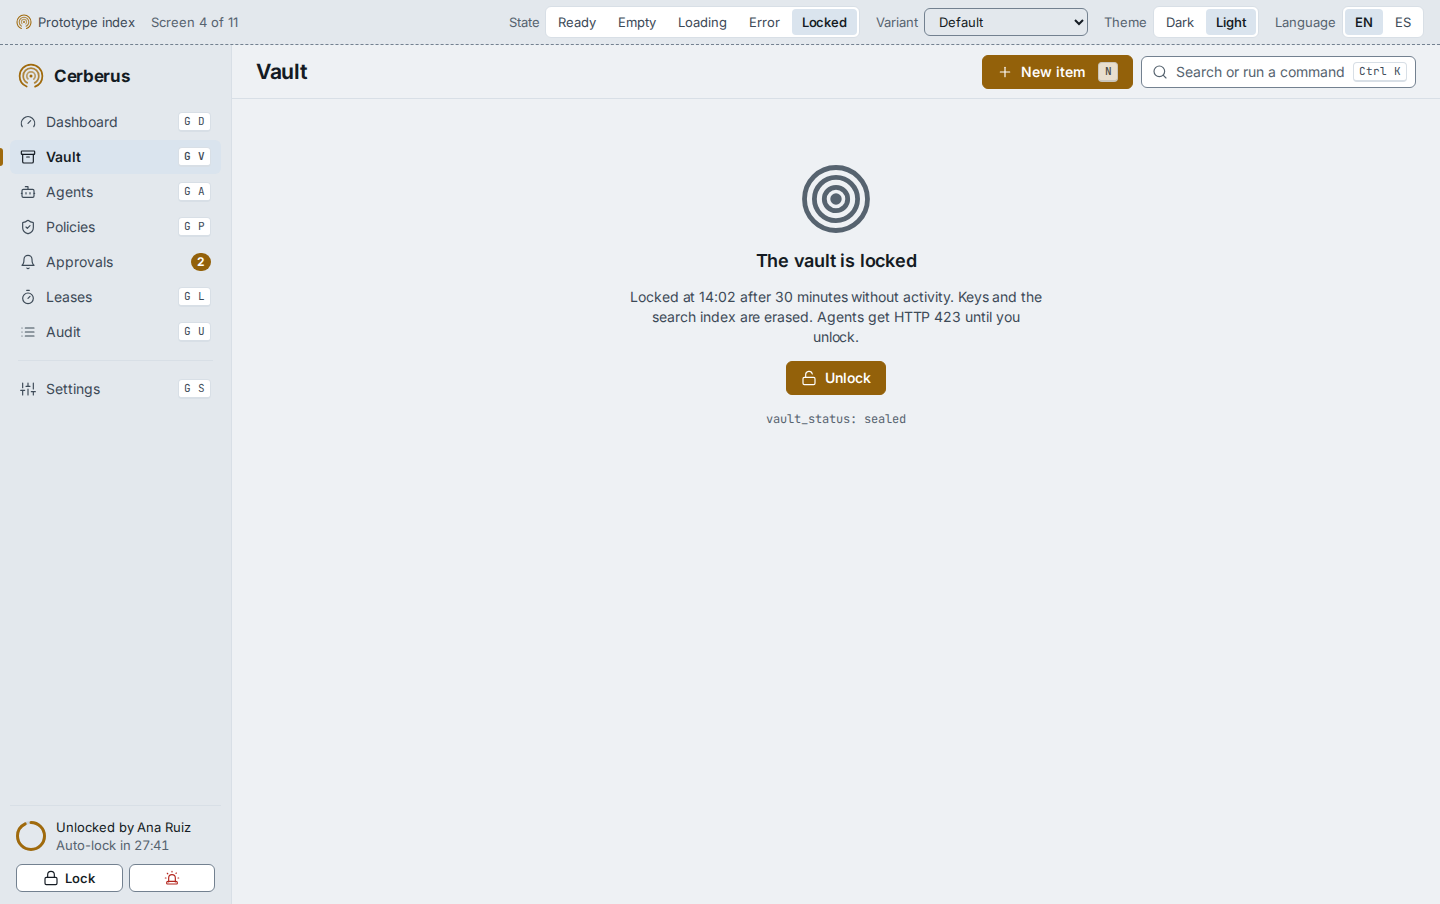 Prototype index Screen 4 of 11 State Ready Empty Loading Error Locked Variant Default Theme Dark Light Language EN ES
Cerberus
Vault
New item N
Search or run a command Ctrl K
Dashboard G D
Vault G V
Agents G A
Policies G P
Approvals 2
Leases G L
Audit G U
Settings G S
The vault is locked
Locked at 14:02 after 30 minutes without activity. Keys and the
search index are erased. Agents get HTTP 423 until you
unlock.
Unlock
vault_status: sealed
Unlocked by Ana Ruiz
Auto-lock in 27:41
Lock